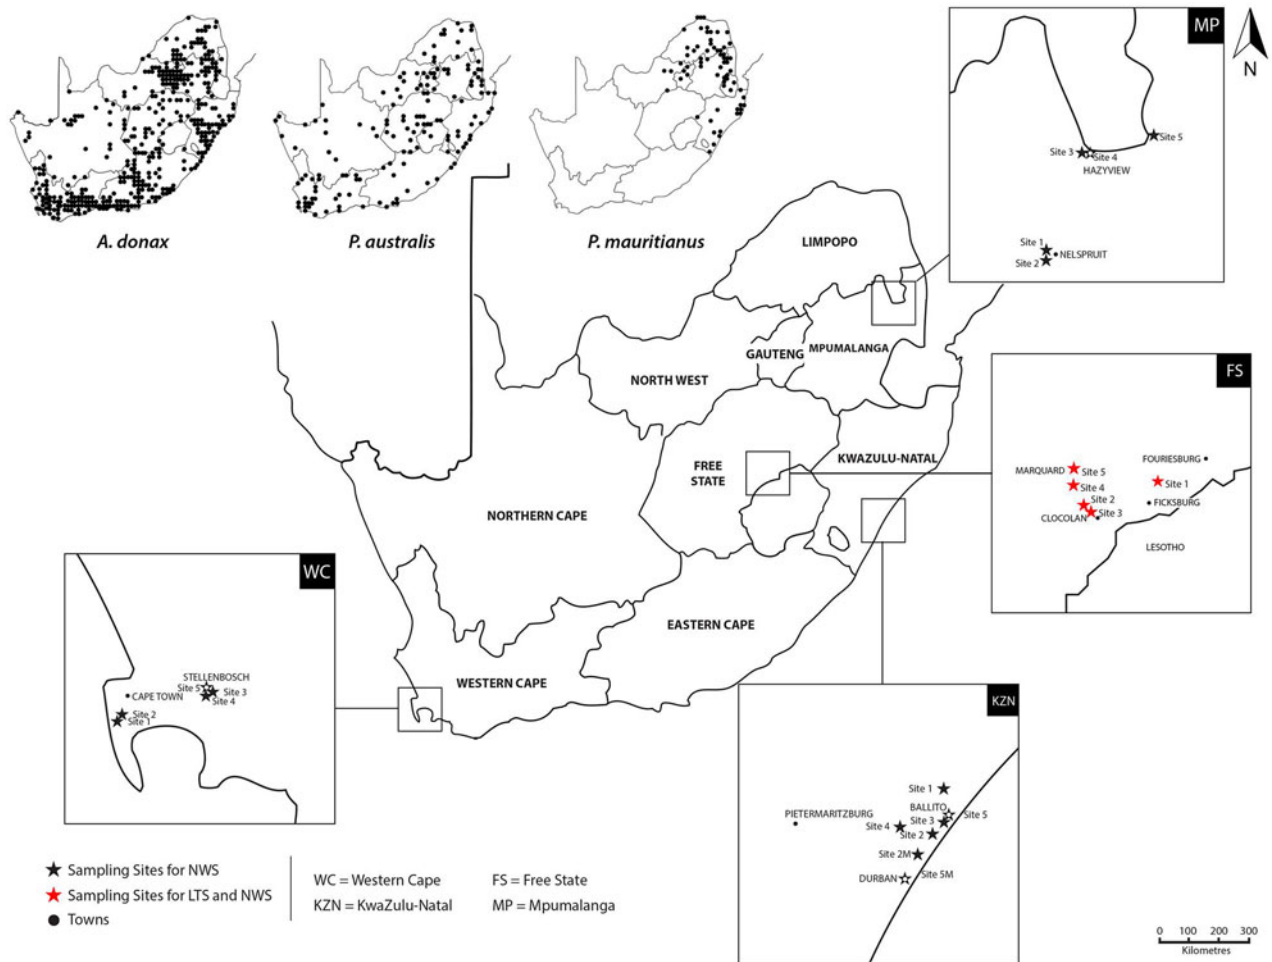 A. donax
P. australis
P. mauritianus
MP
N
Site 5
Site 3
Site 4
HAZYVIEW
Site 1
NELSPRUIT
Site 2
LIMPOPO
GAUTENG
MPUMALANGA
NORTH WEST
FREE
STATE
KWAZULU-NATAL
NORTHERN CAPE
EASTERN CAPE
WESTERN CAPE
FS
FOURIESBURG
MARQUARD
Site 5
Site 4
Site 1
Site 2
FICKSBURG
Site 3
CLOCOLAN
LESOTHO
WC
STELLENBOSCH
Site 5
Site 3
CAPE TOWN
Site 4
Site 2
Site 1
KZN
Site 1
BALLITO
PIETERMARITZBURG
Site 5
Site 3
Site 4
Site 2
Site 2M
DURBAN
Site 5M
Sampling Sites for NWS
Sampling Sites for LTS and NWS
Towns
WC = Western Cape
FS = Free State
KZN = KwaZulu-Natal
MP = Mpumalanga
0 100 200 300
Kilometres